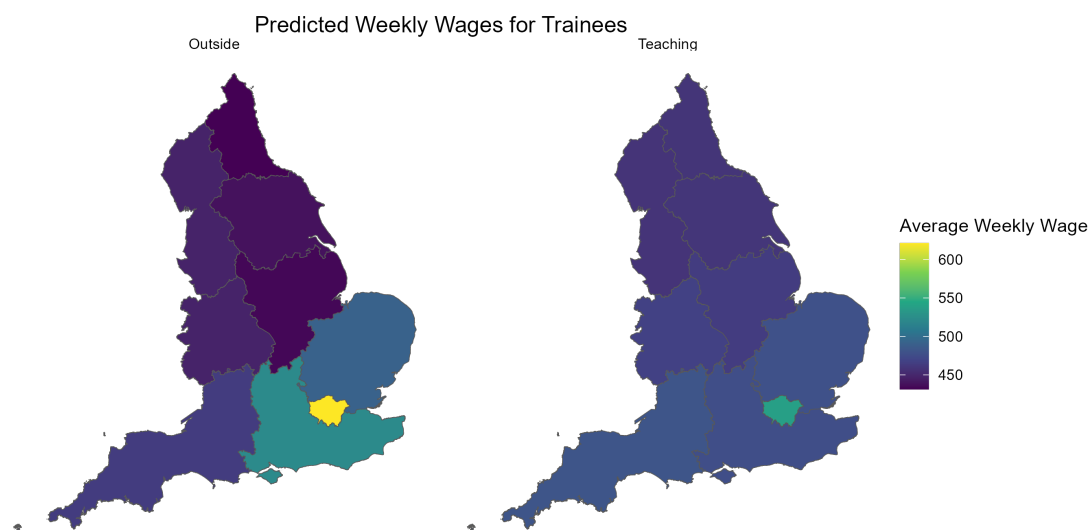 Predicted Weekly Wages for Trainees
Outside
Teaching
Average Weekly Wage
600
550
500
450